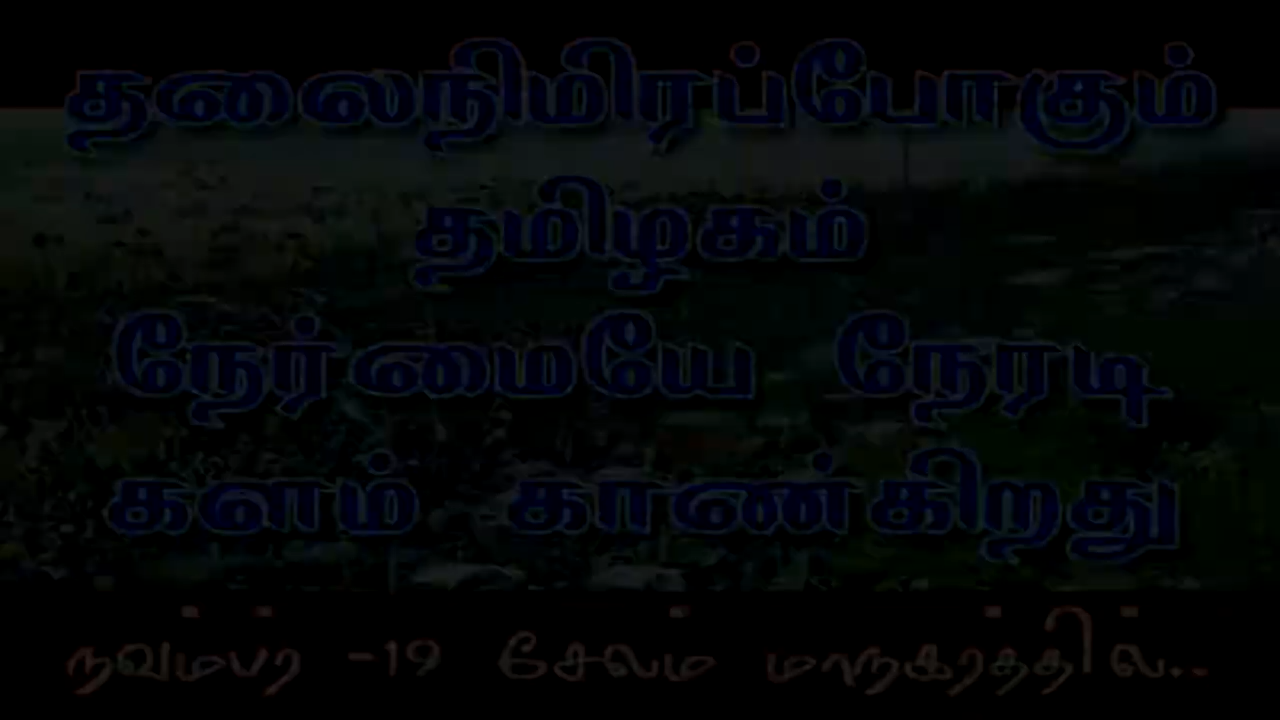 தலைநிமிரப்போகும்
தமிழகம்
நேர்மையே நேரடி
களம் காண்கிறது
நவம்பர் -19 சேலம் மாநகரத்தில்..